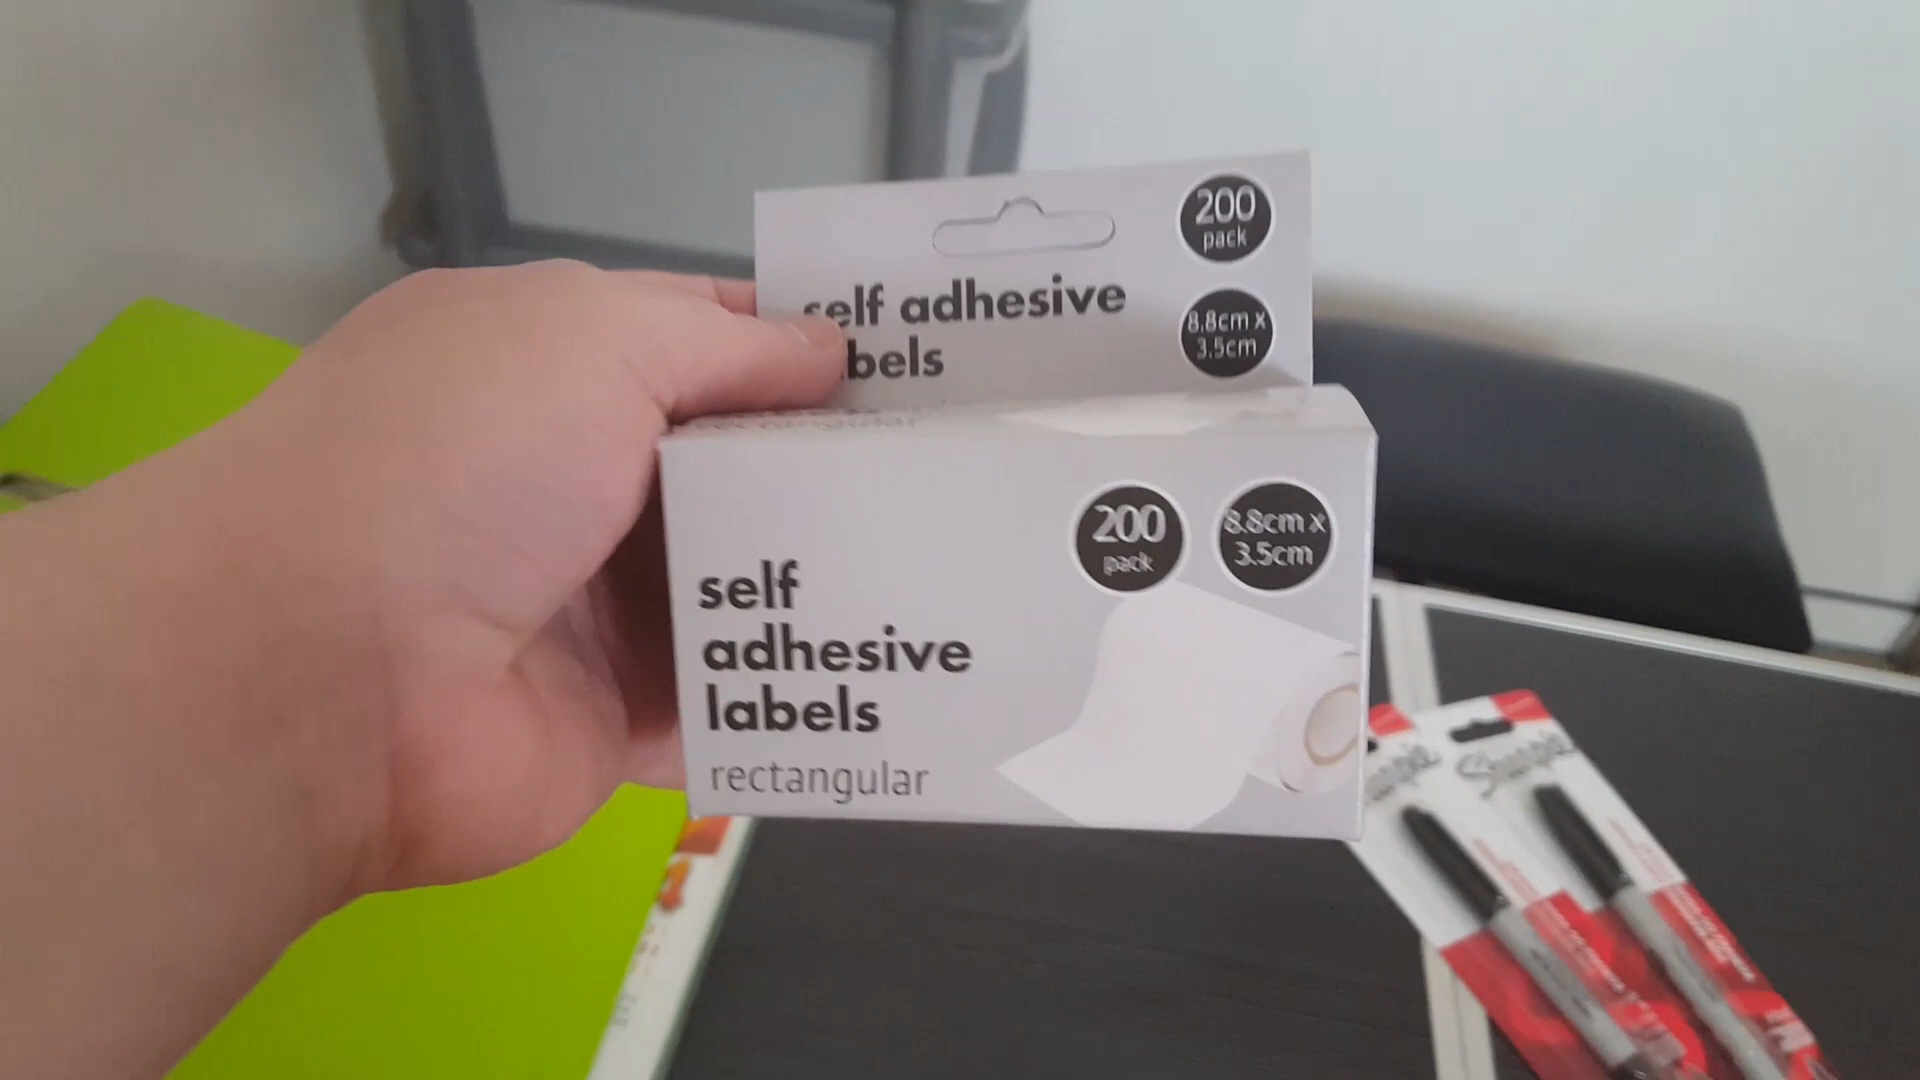 200
pack
self adhesive
bels
8.8cm x
3.5cm
200
pack
8.8cm x
3.5cm
self
adhesive
labels
rectangular
Sharpie